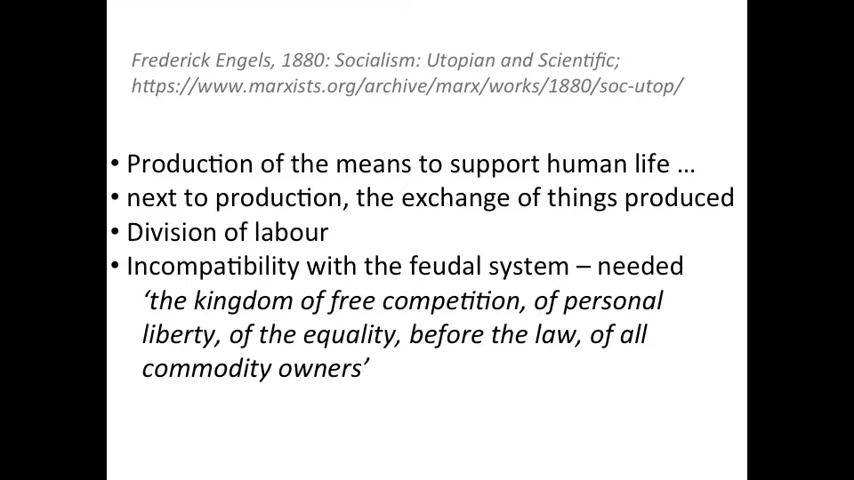 Frederick Engels, 1880: Socialism: Utopian and Scientific;
https://www.marxists.org/archive/marx/works/1880/soc-utop/
• Production of the means to support human life …
• next to production, the exchange of things produced
• Division of labour
• Incompatibility with the feudal system – needed
‘the kingdom of free competition, of personal
liberty, of the equality, before the law, of all
commodity owners’